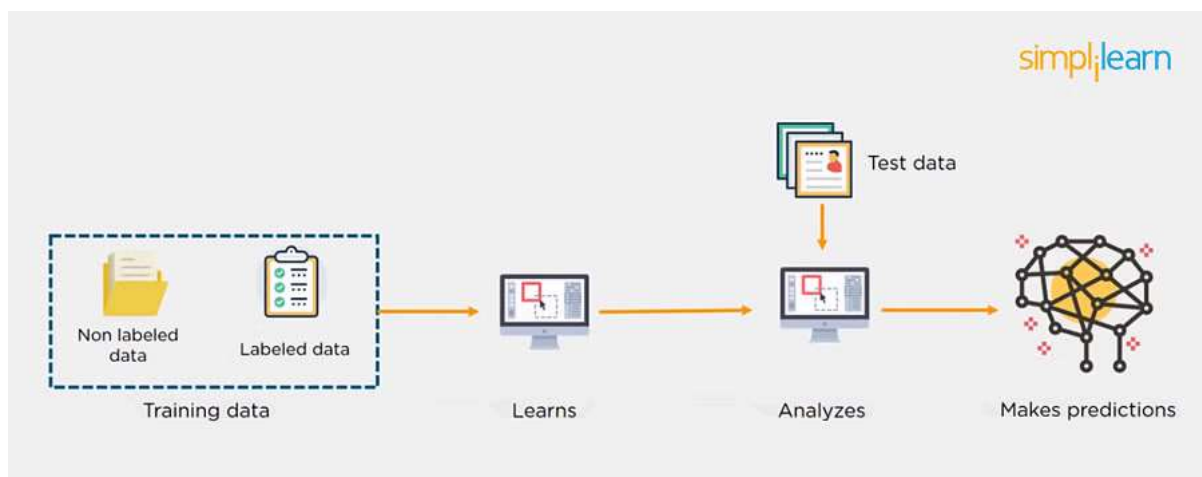 simplilearn
Test data
Non labeled
data
Labeled data
Training data
Learns
Analyzes
Makes predictions